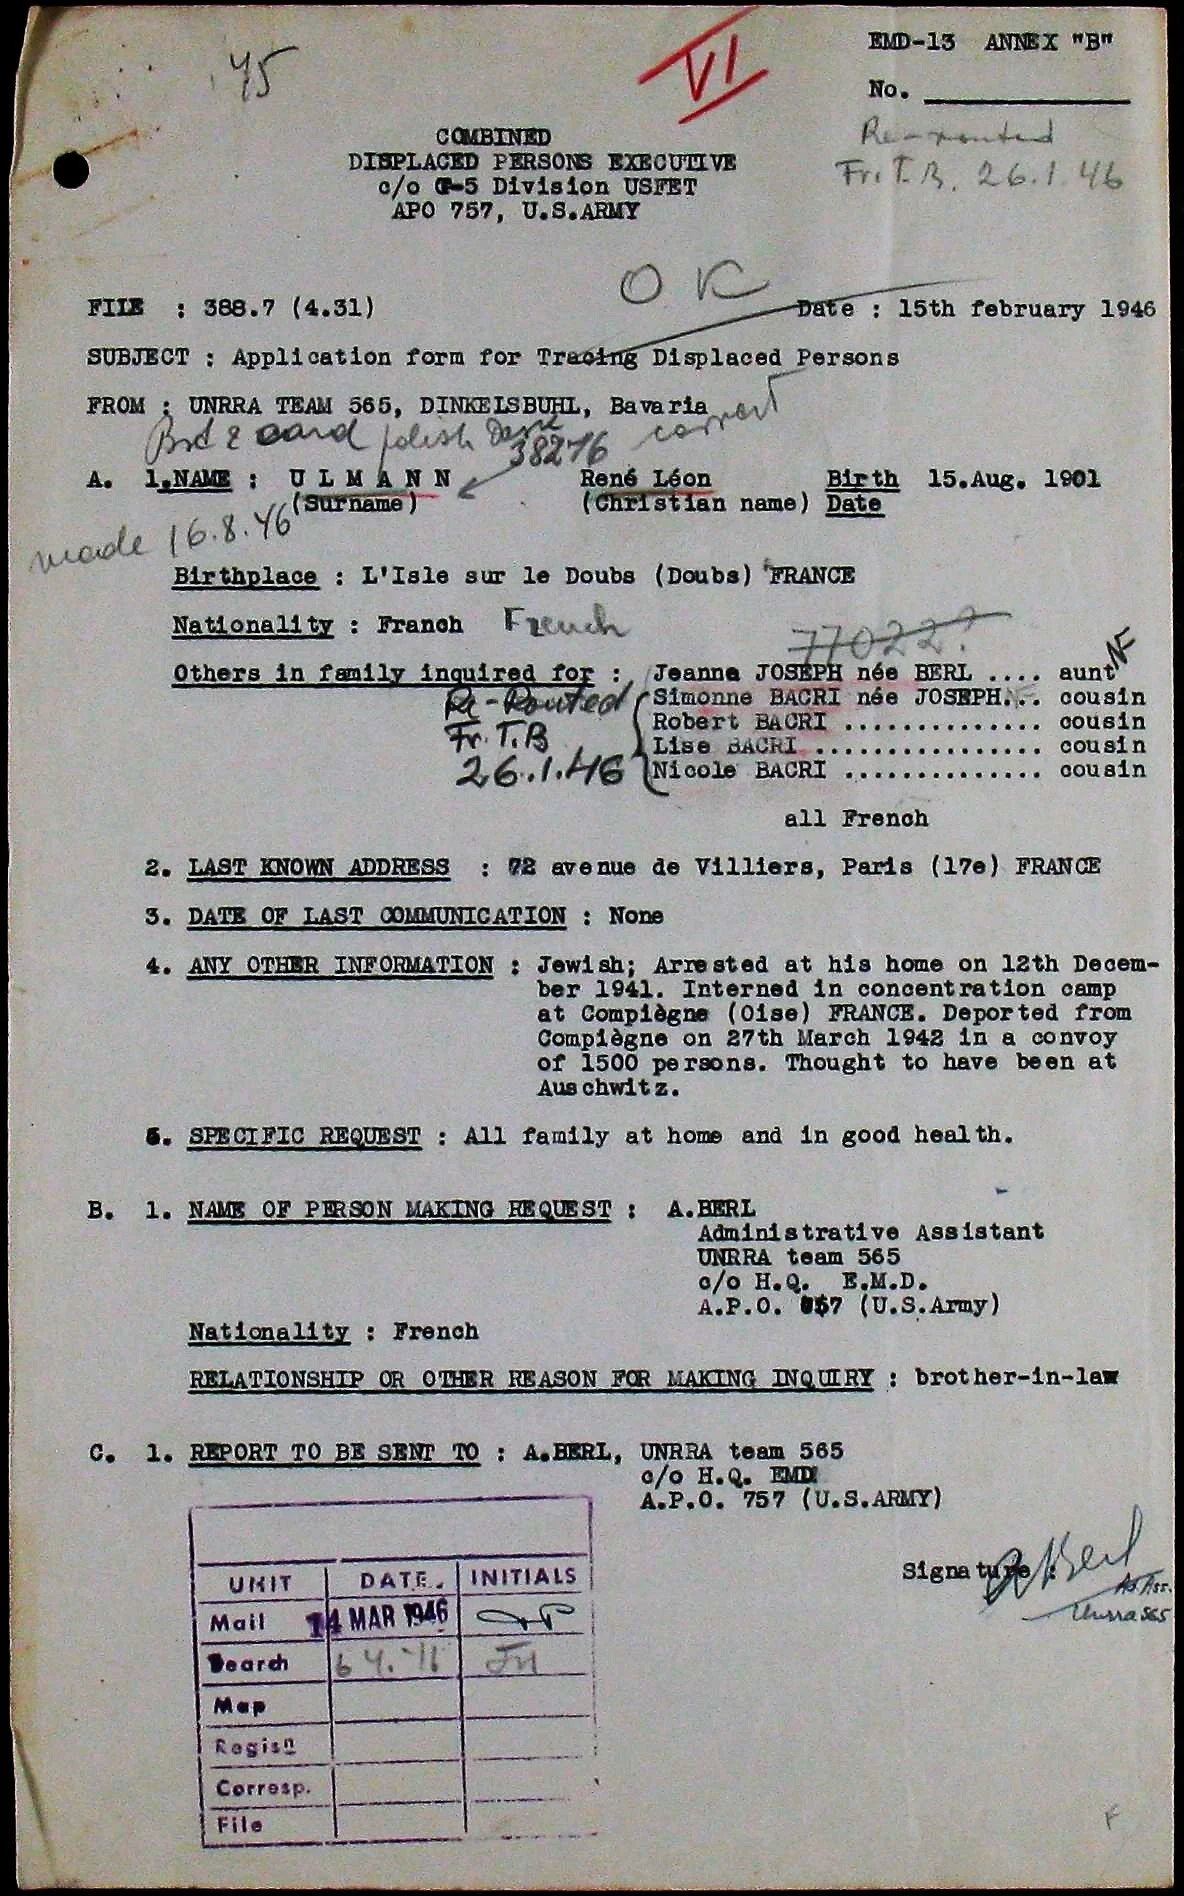 45
VI
EMD-13 ANNEX "B"
No.
Re-routed
Fr. T.B. 26.1.46
COMBINED
DISPLACED PERSONS EXECUTIVE
c/o G-5 Division USFET
APO 757, U.S.ARMY
OK
FILE : 388.7 (4.31) Date : 15th february 1946
SUBJECT : Application form for Tracing Displaced Persons
FROM : UNRRA TEAM 565, DINKELSBUHL, Bavaria
card polish 38276 correct
A. 1.NAME : U L M A N N René Léon Birth 15.Aug. 1901
(Surname) (Christian name) Date
made 16.8.46
Birthplace : L'Isle sur le Doubs (Doubs) FRANCE
Nationality : Franch French
77022?
Others in family inquired for : Jeanne JOSEPH née BERL .... aunt NF
Simonne BACRI née JOSEPH... cousin
Robert BACRI ............... cousin
Lise BACRI ................ cousin
Nicole BACRI .............. cousin
Re-Routed
Fr. T.B
26.1.46
all French
2. LAST KNOWN ADDRESS : 72 avenue de Villiers, Paris (17e) FRANCE
3. DATE OF LAST COMMUNICATION : None
4. ANY OTHER INFORMATION : Jewish; Arrested at his home on 12th Decem-
ber 1941. Interned in concentration camp
at Compiègne (Oise) FRANCE. Deported from
Compiègne on 27th March 1942 in a convoy
of 1500 persons. Thought to have been at
Auschwitz.
5. SPECIFIC REQUEST : All family at home and in good health.
B. 1. NAME OF PERSON MAKING REQUEST : A.BERL
Administrative Assistant
UNRRA team 565
c/o H.Q. E.M.D.
A.P.O. 757 (U.S.Army)
Nationality : French
RELATIONSHIP OR OTHER REASON FOR MAKING INQUIRY : brother-in-law
C. 1. REPORT TO BE SENT TO : A.BERL, UNRRA team 565
c/o H.Q. EMD
A.P.O. 757 (U.S.ARMY)
Signature : ABerl
Ad. Ass.
Unrra 565
UNIT DATE. INITIALS
Mail 14 MAR 1946
Search
Map
Regisn
Corresp.
File
F